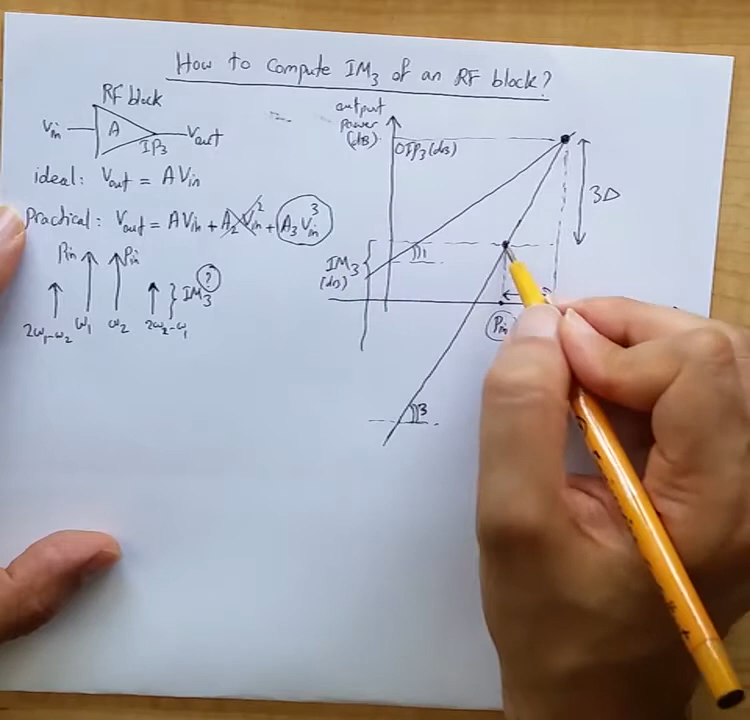 How to Compute IM₃ of an RF block?
RF block
Vin A Vout
IP₃
ideal: Vout = A Vin
Practical: Vout = A Vin + A₂ Vin² + A₃ Vin³
Pin Pin
IM₃ ?
2ω₁-ω₂ ω₁ ω₂ 2ω₂-ω₁
output
power
(dB)
OIP₃ (dB)
3Δ
1
IM₃
(dB)
Pin
3